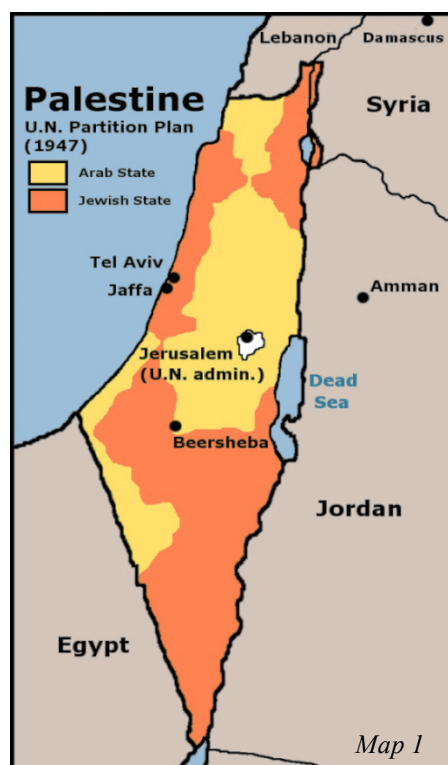 Lebanon
Damascus
Palestine
U.N. Partition Plan
(1947)
Arab State
Jewish State
Syria
Tel Aviv
Jaffa
Amman
Jerusalem
(U.N. admin.)
Dead
Sea
Beersheba
Jordan
Egypt
Map 1